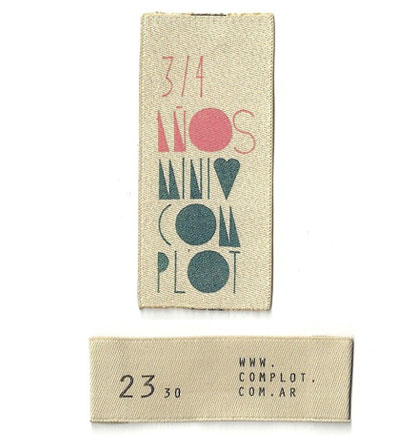 3/4
AÑOS
MINI
COM
PLOT
23 30
WWW.
COMPLOT.
COM.AR